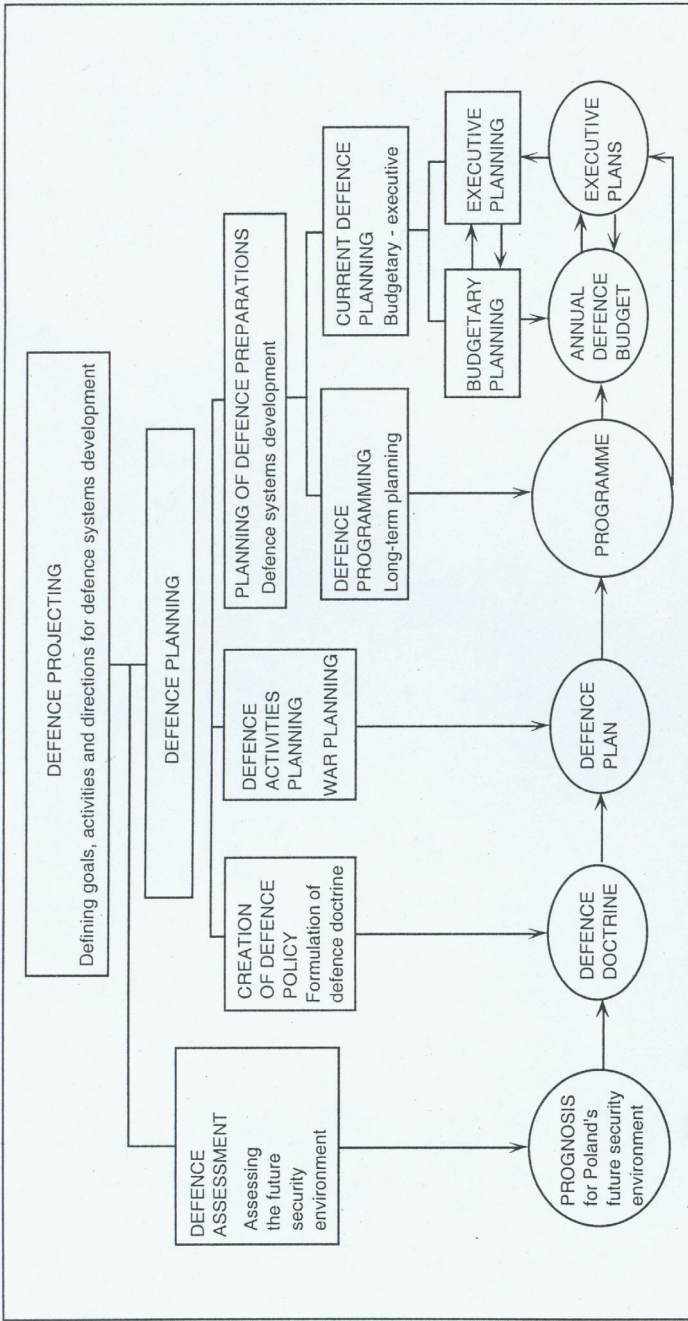 DEFENCE PROJECTING
Defining goals, activities and directions for defence systems development
DEFENCE PLANNING
DEFENCE
ASSESSMENT
Assessing
the future
security
environment
CREATION
OF DEFENCE
POLICY
Formulation of
defence doctrine
DEFENCE
ACTIVITIES
PLANNING
WAR PLANNING
PLANNING OF DEFENCE PREPARATIONS
Defence systems development
DEFENCE
PROGRAMMING
Long-term planning
CURRENT DEFENCE
PLANNING
Budgetary - executive
BUDGETARY
PLANNING
EXECUTIVE
PLANNING
PROGNOSIS
for Poland's
future security
environment
DEFENCE
DOCTRINE
DEFENCE
PLAN
PROGRAMME
ANNUAL
DEFENCE
BUDGET
EXECUTIVE
PLANS